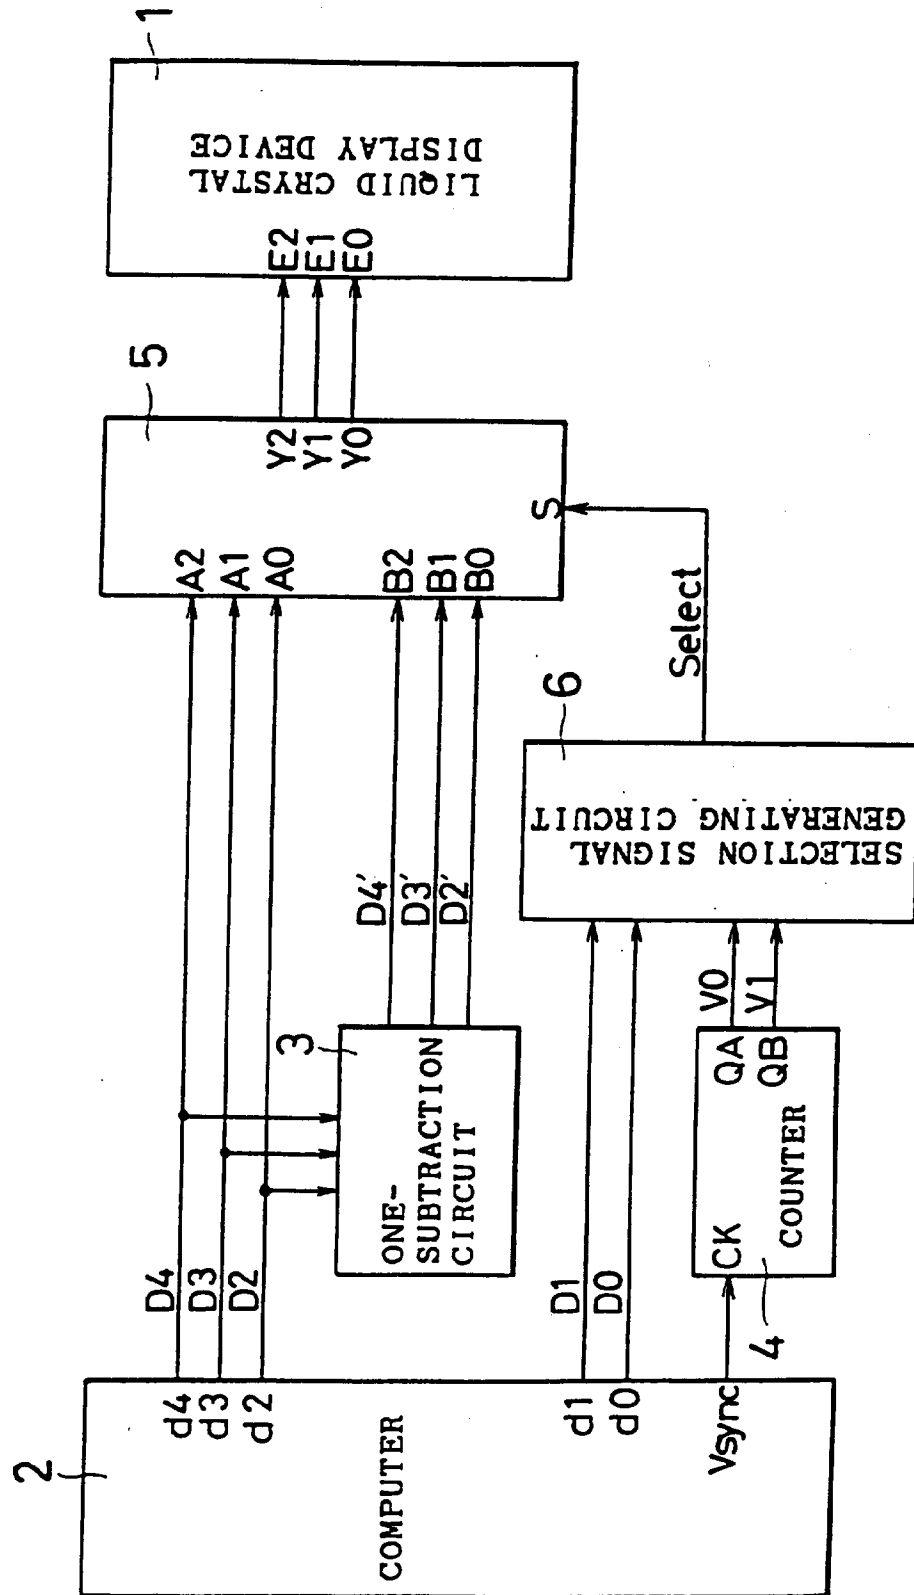 1
LIQUID CRYSTAL
DISPLAY DEVICE
E2
E1
E0
5
Y2
Y1
Y0
A2
A1
A0
B2
B1
B0
S
Select
6
SELECTION SIGNAL
GENERATING CIRCUIT
D4'
D3'
D2'
V0
V1
3
ONE-
SUBTRACTION
CIRCUIT
QA
QB
CK
COUNTER
4
D4
D3
D2
D1
D0
2
d4
d3
d2
d1
d0
Vsync
COMPUTER